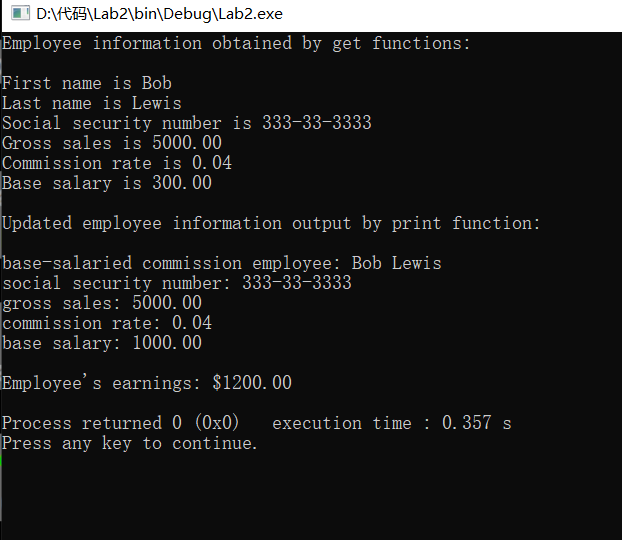 D:\代码\Lab2\bin\Debug\Lab2.exe
Employee information obtained by get functions:
First name is Bob
Last name is Lewis
Social security number is 333-33-3333
Gross sales is 5000.00
Commission rate is 0.04
Base salary is 300.00
Updated employee information output by print function:
base-salaried commission employee: Bob Lewis
social security number: 333-33-3333
gross sales: 5000.00
commission rate: 0.04
base salary: 1000.00
Employee's earnings: $1200.00
Process returned 0 (0x0)   execution time : 0.357 s
Press any key to continue.